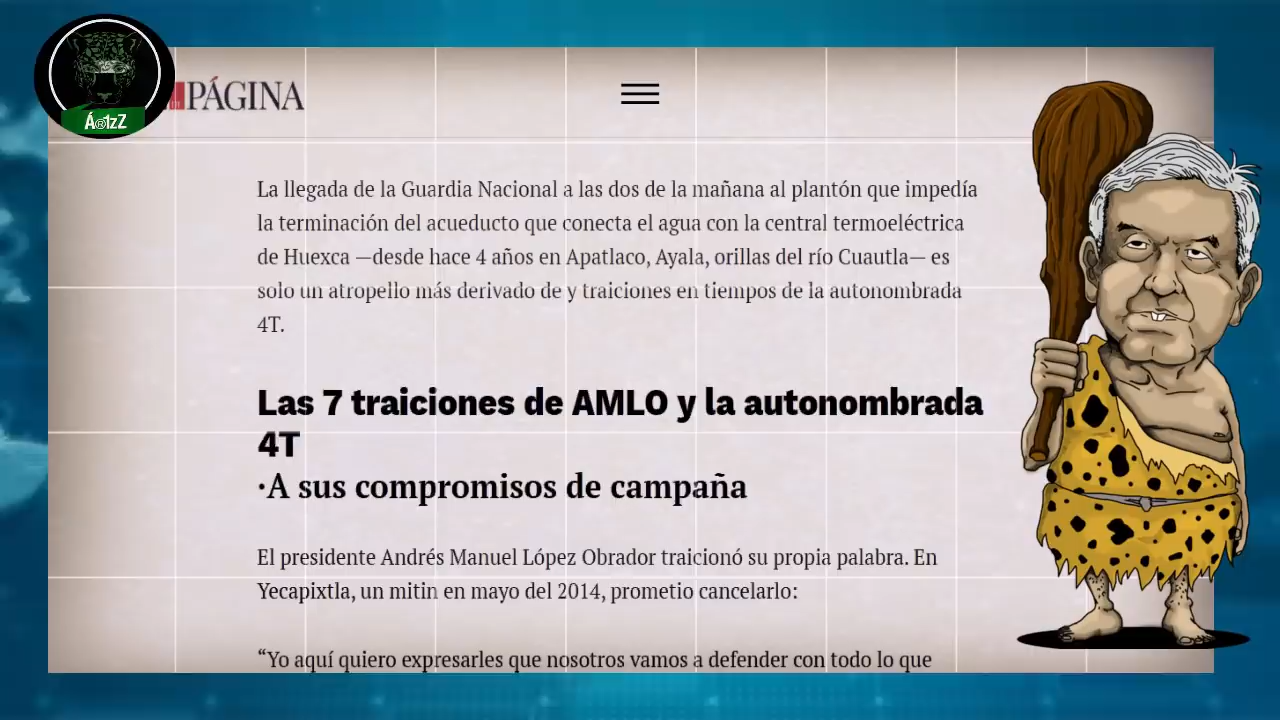 Á@1zZ
PÁGINA
La llegada de la Guardia Nacional a las dos de la mañana al plantón que impedía
la terminación del acueducto que conecta el agua con la central termoeléctrica
de Huexca —desde hace 4 años en Apatlaco, Ayala, orillas del río Cuautla— es
solo un atropello más derivado de y traiciones en tiempos de la autonombrada
4T.
Las 7 traiciones de AMLO y la autonombrada
4T
·A sus compromisos de campaña
El presidente Andrés Manuel López Obrador traicionó su propia palabra. En
Yecapixtla, un mitin en mayo del 2014, prometio cancelarlo:
“Yo aquí quiero expresarles que nosotros vamos a defender con todo lo que